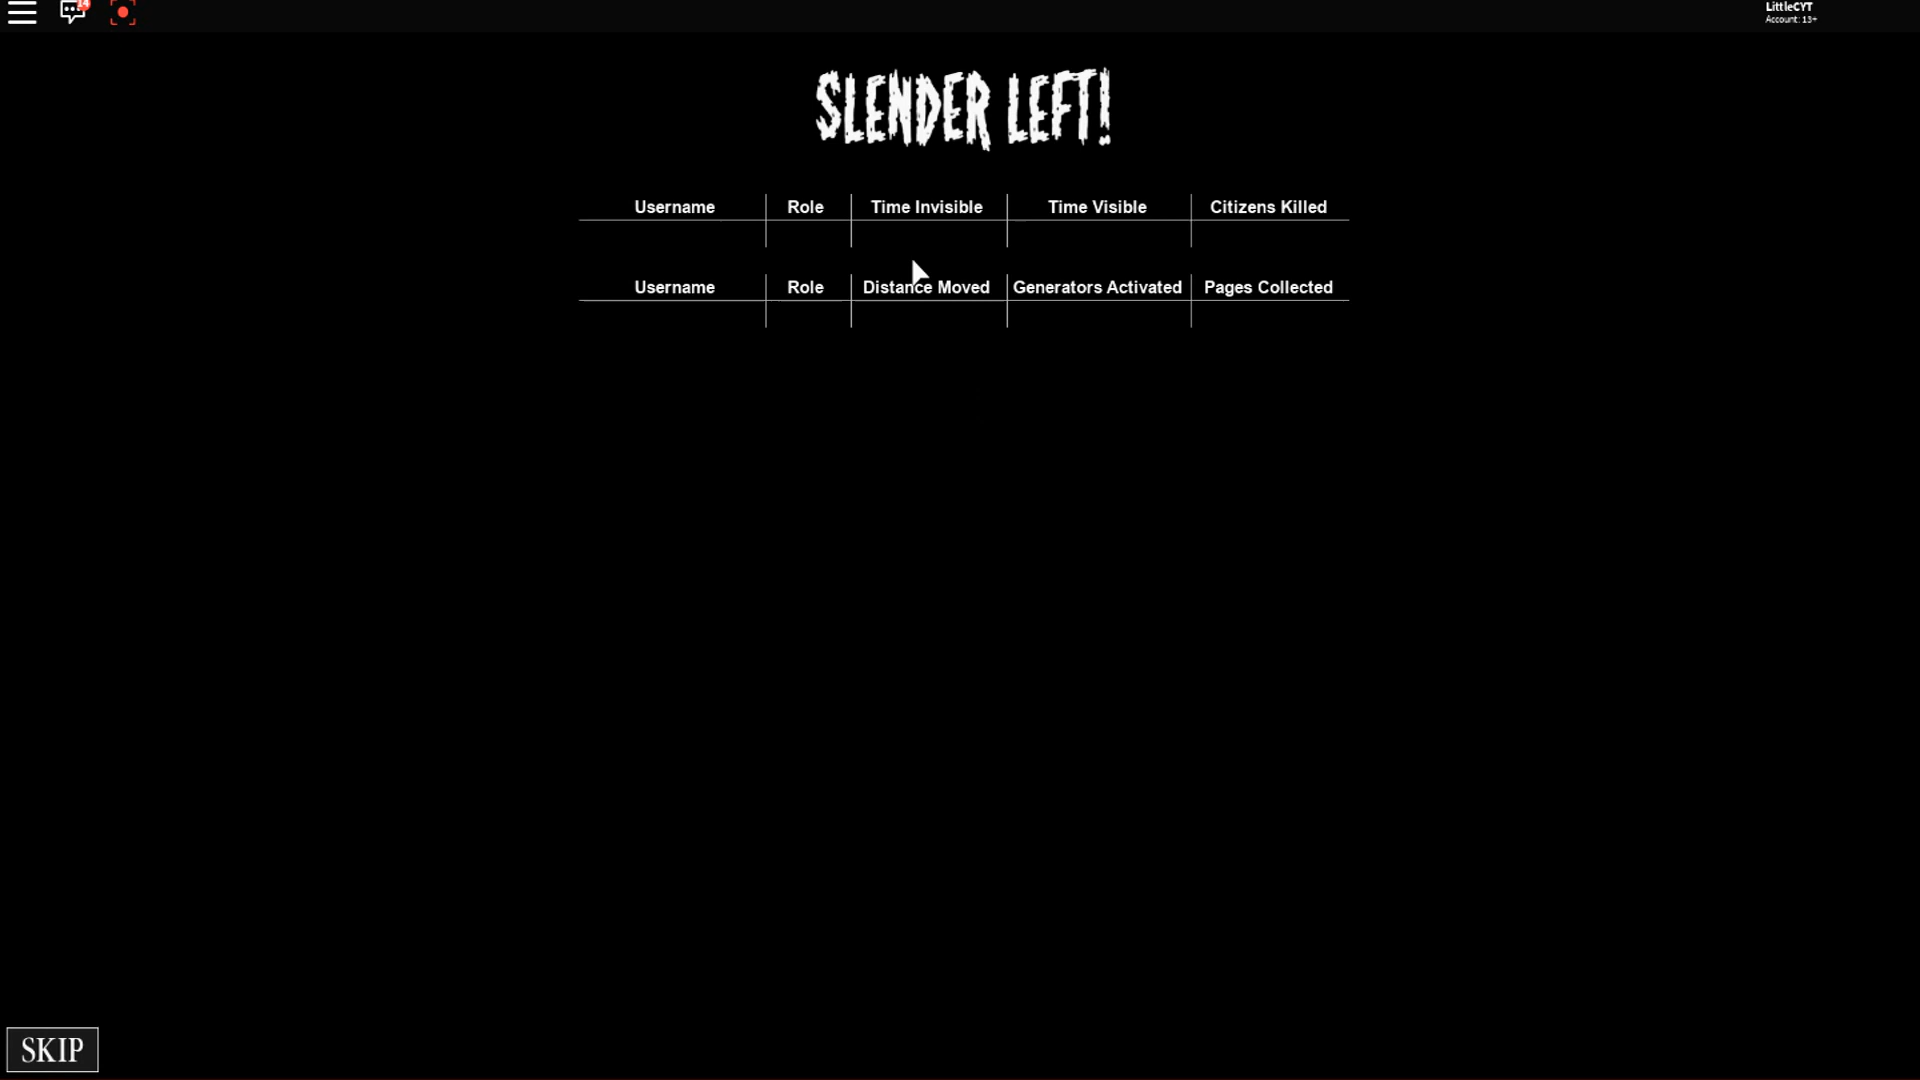 14
LittleCYT
Account: 13+
SLENDER LEFT!
Username Role Time Invisible Time Visible Citizens Killed
Username Role Distance Moved Generators Activated Pages Collected
SKIP